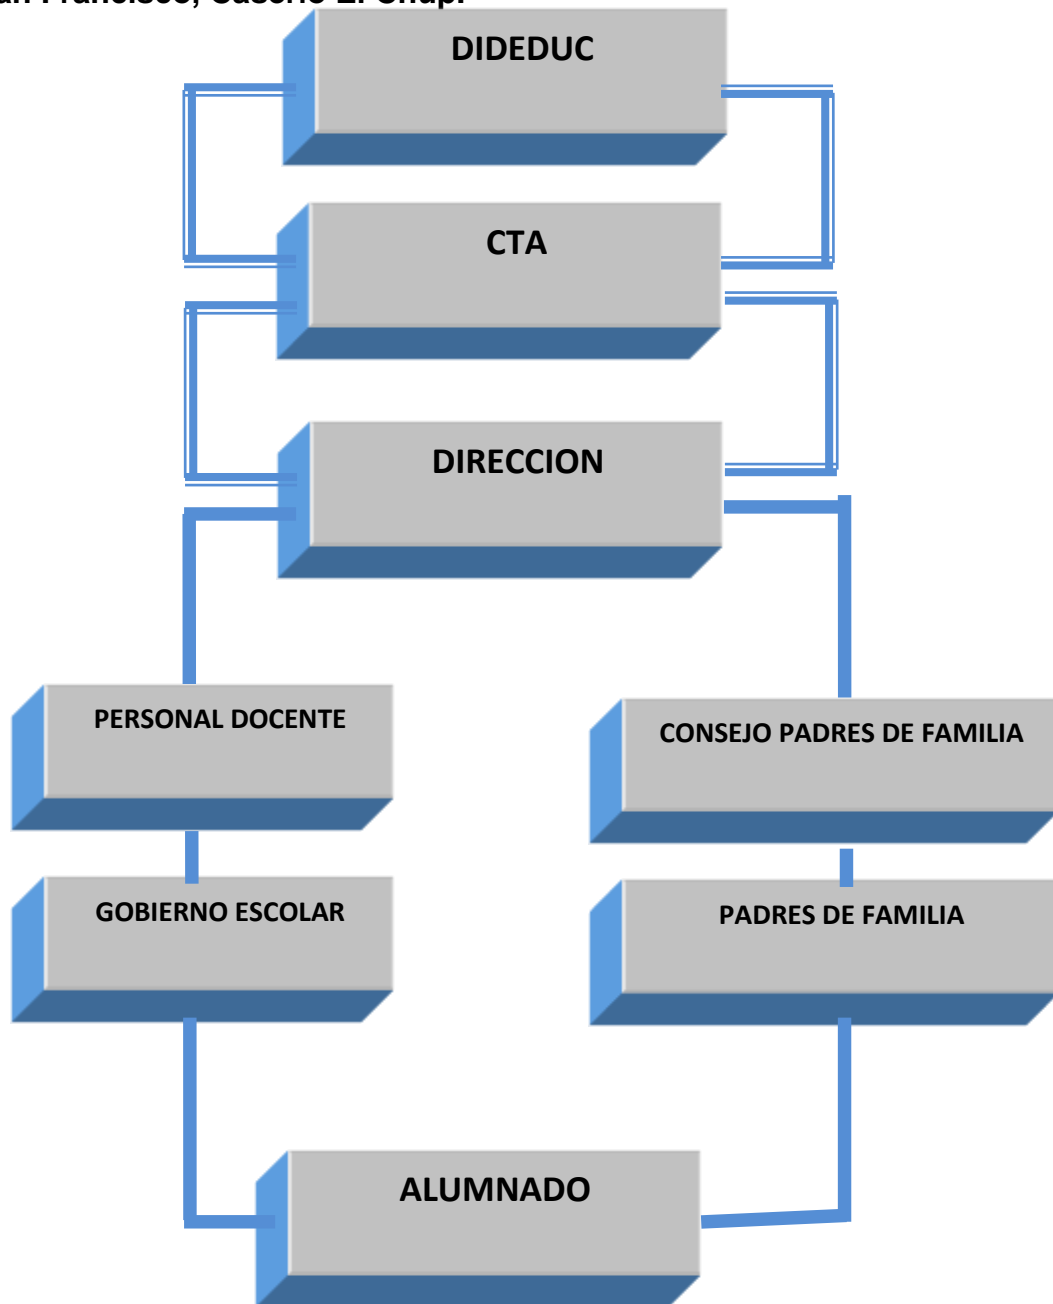 DIDEDUC
CTA
DIRECCION
PERSONAL DOCENTE
CONSEJO PADRES DE FAMILIA
GOBIERNO ESCOLAR
PADRES DE FAMILIA
ALUMNADO